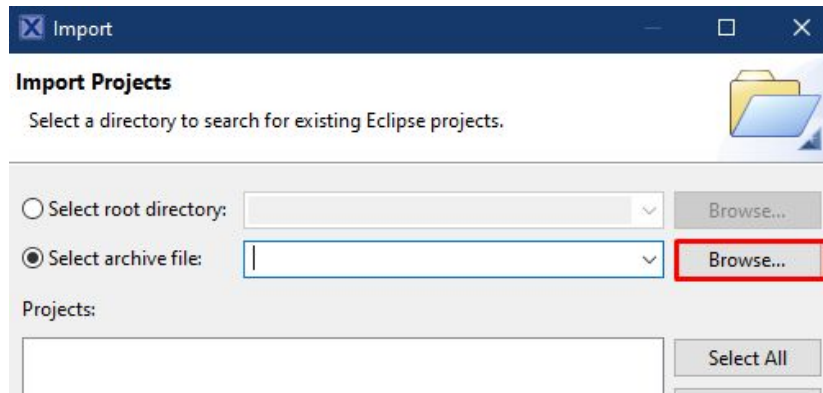 Import
Import Projects
Select a directory to search for existing Eclipse projects.
Select root directory:
Browse...
Select archive file:
Browse...
Projects:
Select All